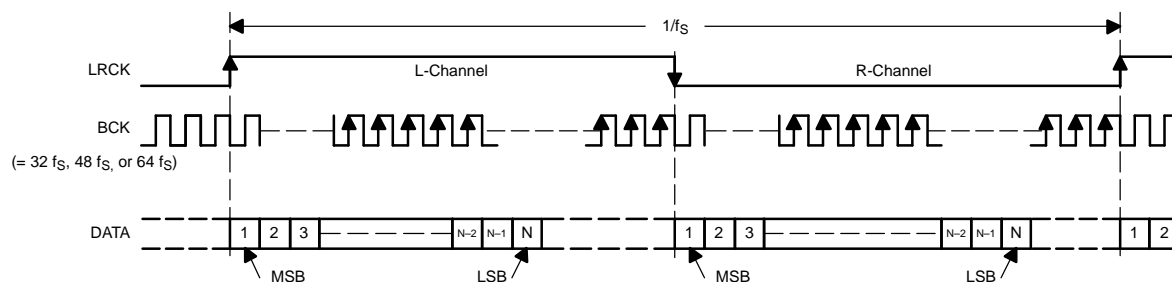 1/fS
LRCK
L-Channel
R-Channel
BCK
(= 32 fS, 48 fS, or 64 fS)
DATA
1 2 3 N–2 N–1 N 1 2 3 N–2 N–1 N 1 2
MSB LSB MSB LSB